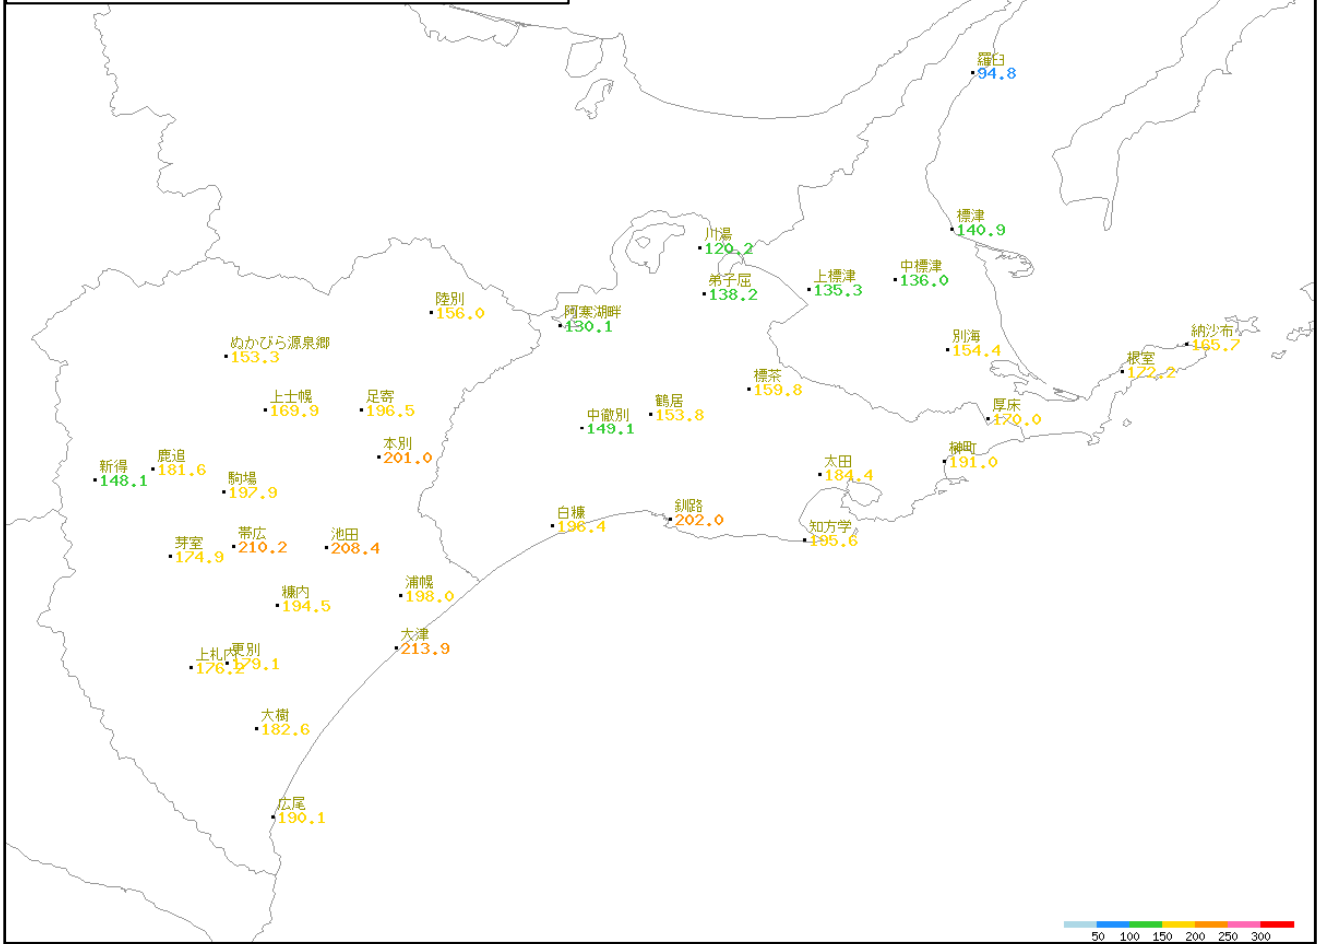 羅臼
94.8
標津
140.9
川湯
120.2
中標津
136.0
上標津
135.3
弟子屈
138.2
陸別
156.0
阿寒湖畔
130.1
納沙布
165.7
ぬかびら源泉郷
153.3
別海
154.4
根室
172.2
標茶
159.8
上士幌
169.9
足寄
196.5
鶴居
153.8
厚床
170.0
中徹別
149.1
本別
201.0
榊町
191.0
鹿追
181.6
新得
148.1
太田
184.4
駒場
197.9
釧路
202.0
白糠
196.4
知方学
195.6
帯広
210.2
池田
208.4
芽室
174.9
浦幌
198.0
糠内
194.5
大津
213.9
更別
179.1
上札内
176.2
大樹
182.6
広尾
190.1
50 100 150 200 250 300